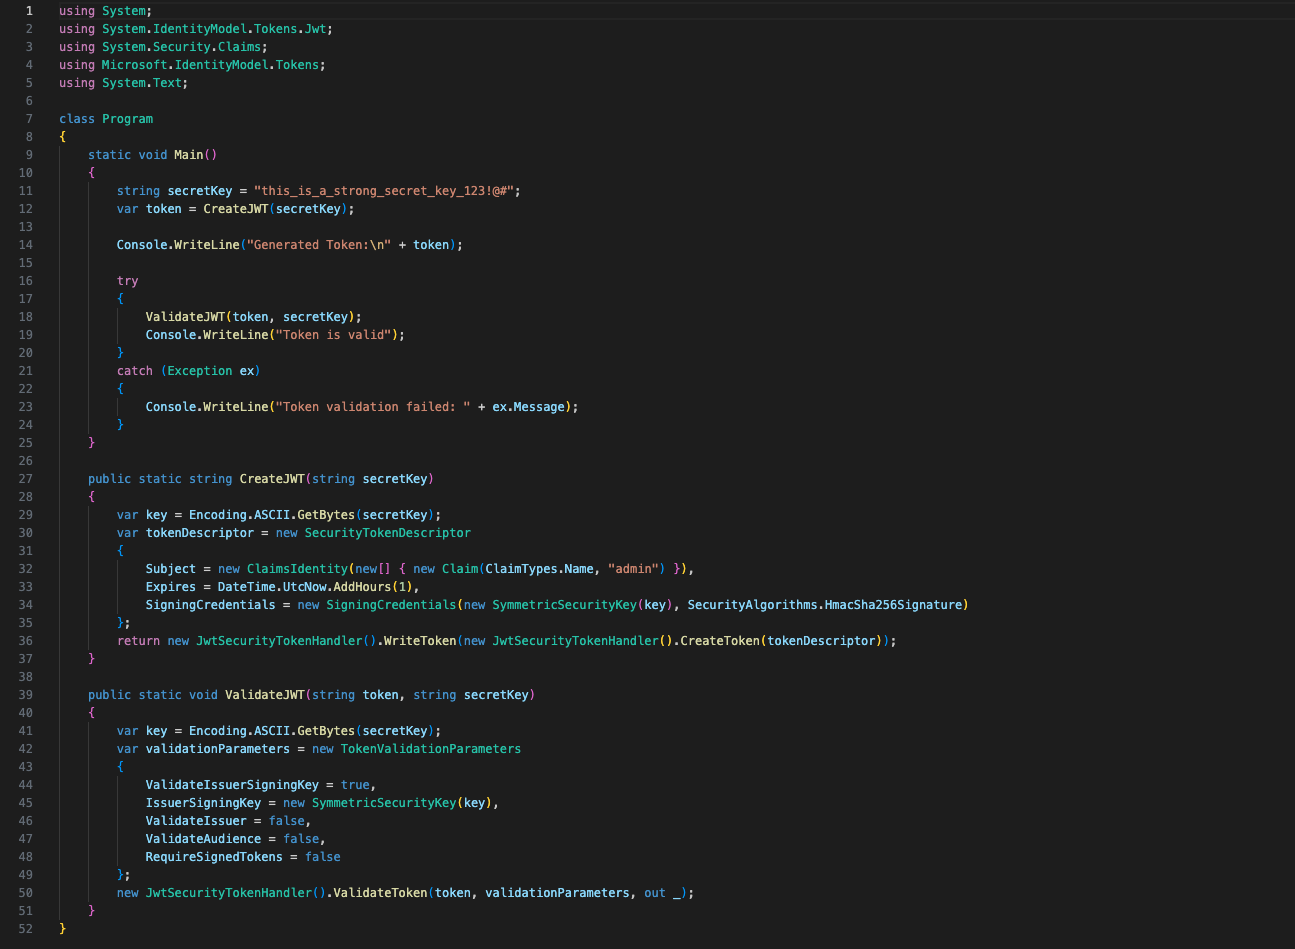 1 using System;
2 using System.IdentityModel.Tokens.Jwt;
3 using System.Security.Claims;
4 using Microsoft.IdentityModel.Tokens;
5 using System.Text;
6
7 class Program
8 {
9     static void Main()
10     {
11         string secretKey = "this_is_a_strong_secret_key_123!@#";
12         var token = CreateJWT(secretKey);
13
14         Console.WriteLine("Generated Token:\n" + token);
15
16         try
17         {
18             ValidateJWT(token, secretKey);
19             Console.WriteLine("Token is valid");
20         }
21         catch (Exception ex)
22         {
23             Console.WriteLine("Token validation failed: " + ex.Message);
24         }
25     }
26
27     public static string CreateJWT(string secretKey)
28     {
29         var key = Encoding.ASCII.GetBytes(secretKey);
30         var tokenDescriptor = new SecurityTokenDescriptor
31         {
32             Subject = new ClaimsIdentity(new[] { new Claim(ClaimTypes.Name, "admin") }),
33             Expires = DateTime.UtcNow.AddHours(1),
34             SigningCredentials = new SigningCredentials(new SymmetricSecurityKey(key), SecurityAlgorithms.HmacSha256Signature)
35         };
36         return new JwtSecurityTokenHandler().WriteToken(new JwtSecurityTokenHandler().CreateToken(tokenDescriptor));
37     }
38
39     public static void ValidateJWT(string token, string secretKey)
40     {
41         var key = Encoding.ASCII.GetBytes(secretKey);
42         var validationParameters = new TokenValidationParameters
43         {
44             ValidateIssuerSigningKey = true,
45             IssuerSigningKey = new SymmetricSecurityKey(key),
46             ValidateIssuer = false,
47             ValidateAudience = false,
48             RequireSignedTokens = false
49         };
50         new JwtSecurityTokenHandler().ValidateToken(token, validationParameters, out _);
51     }
52 }